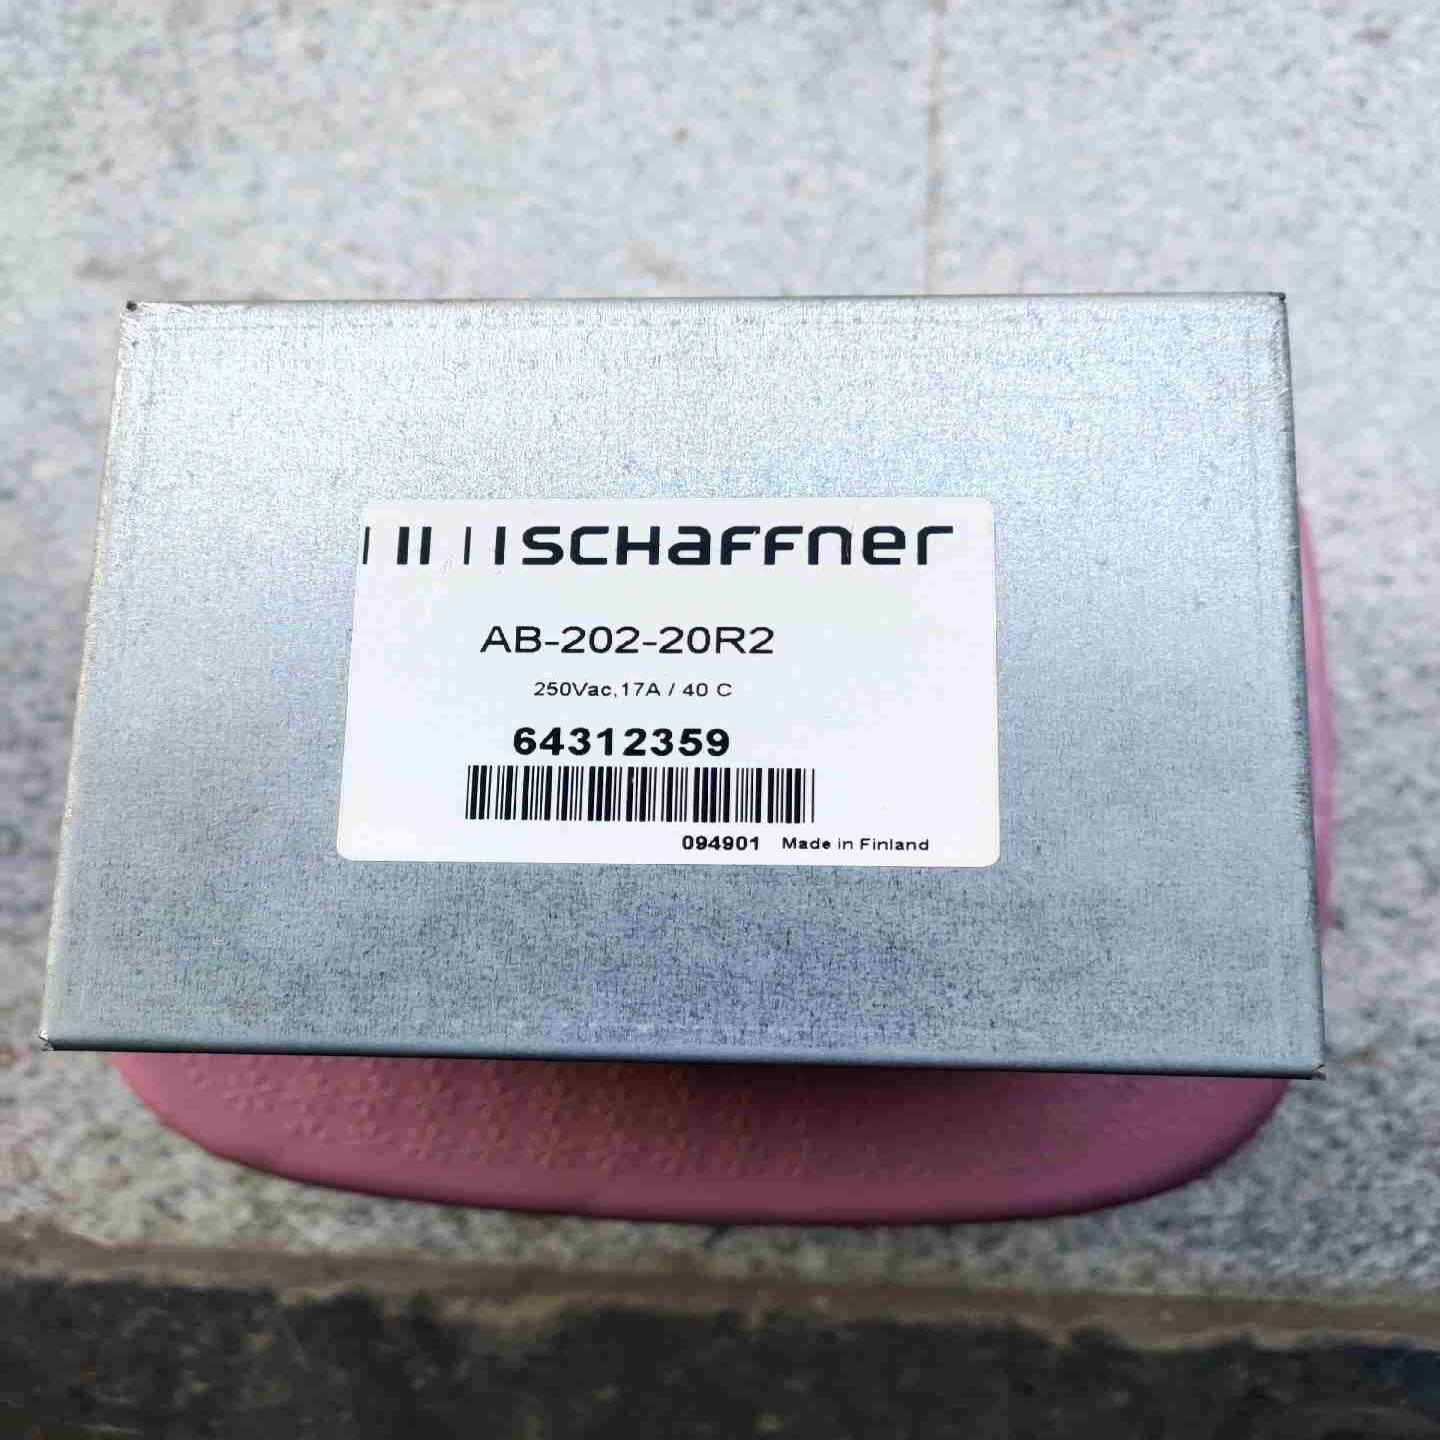 SCHAFFNER
AB-202-20R2
250Vac,17A / 40 C
64312359
094901 Made in Finland